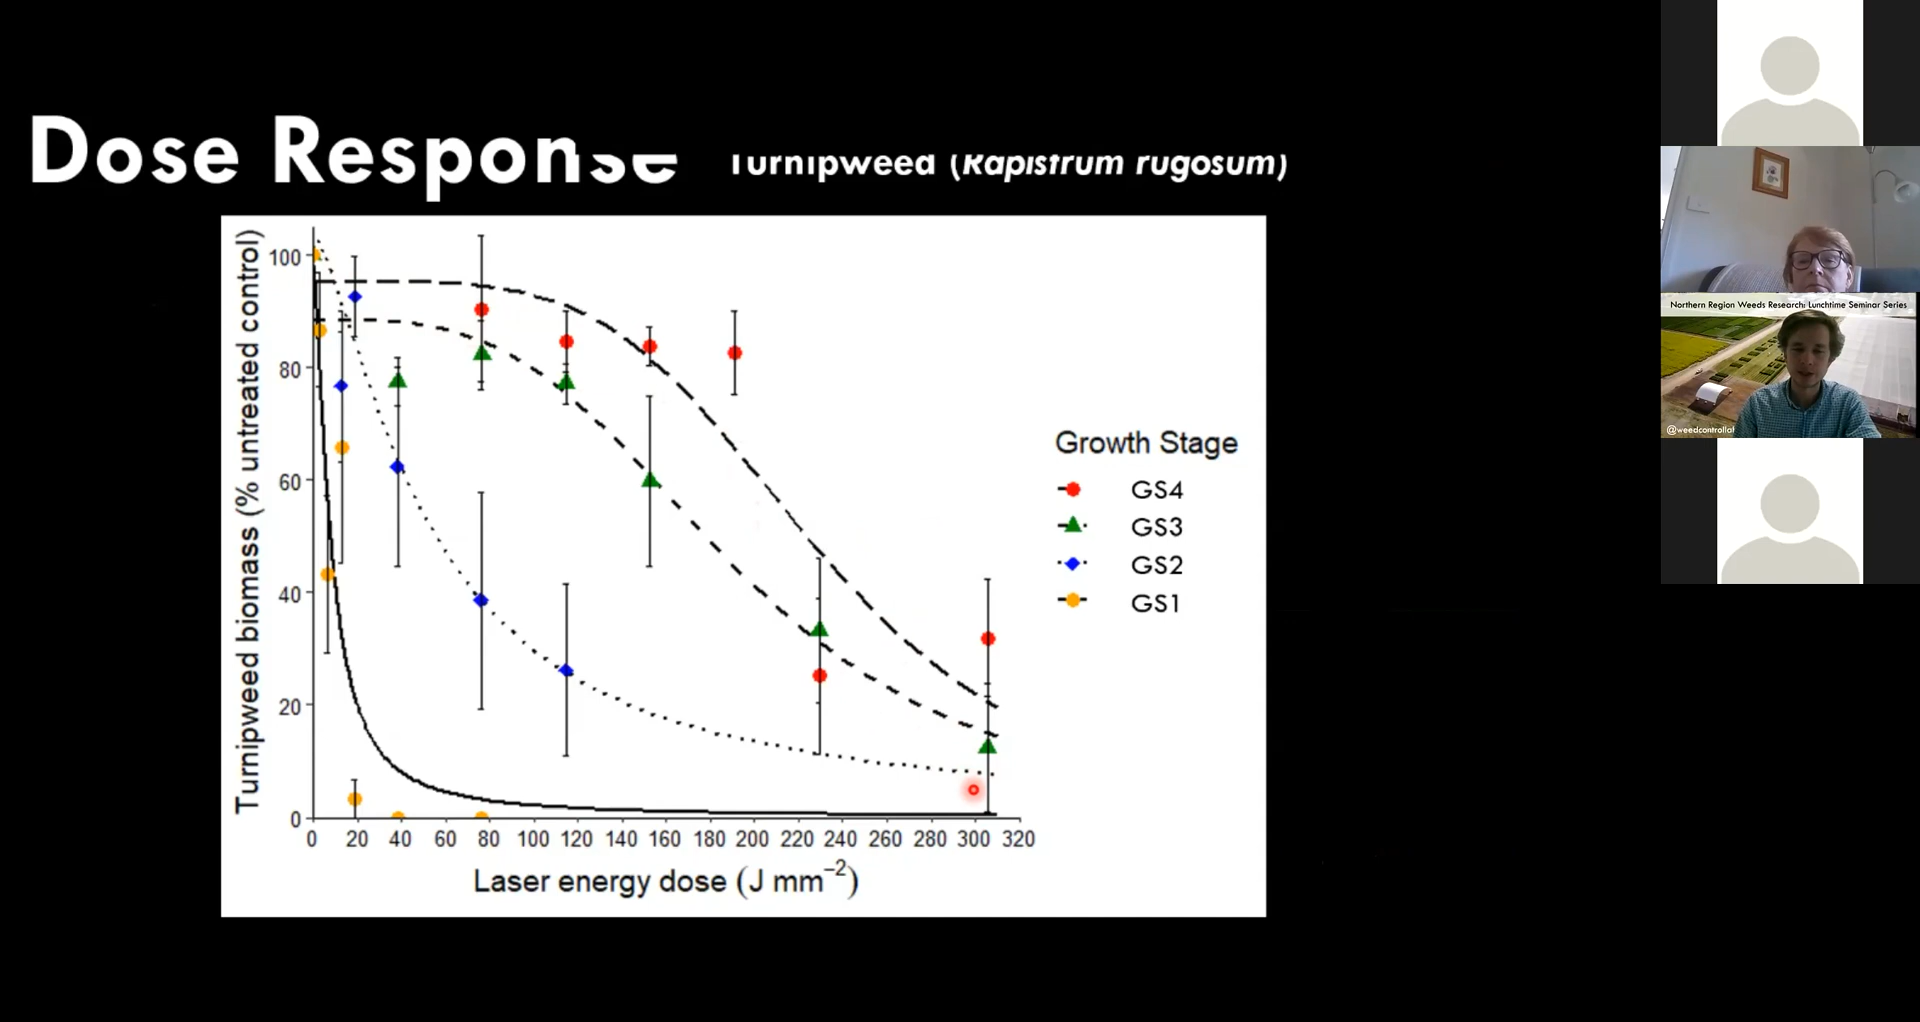 Dose Response
Turnipweed (Rapistrum rugosum)
Turnipweed biomass (% untreated control)
100
80
60
40
20
0
0 20 40 60 80 100 120 140 160 180 200 220 240 260 280 300 320
Laser energy dose (J mm⁻²)
Growth Stage
GS4
GS3
GS2
GS1
Northern Region Weeds Research: Lunchtime Seminar Series